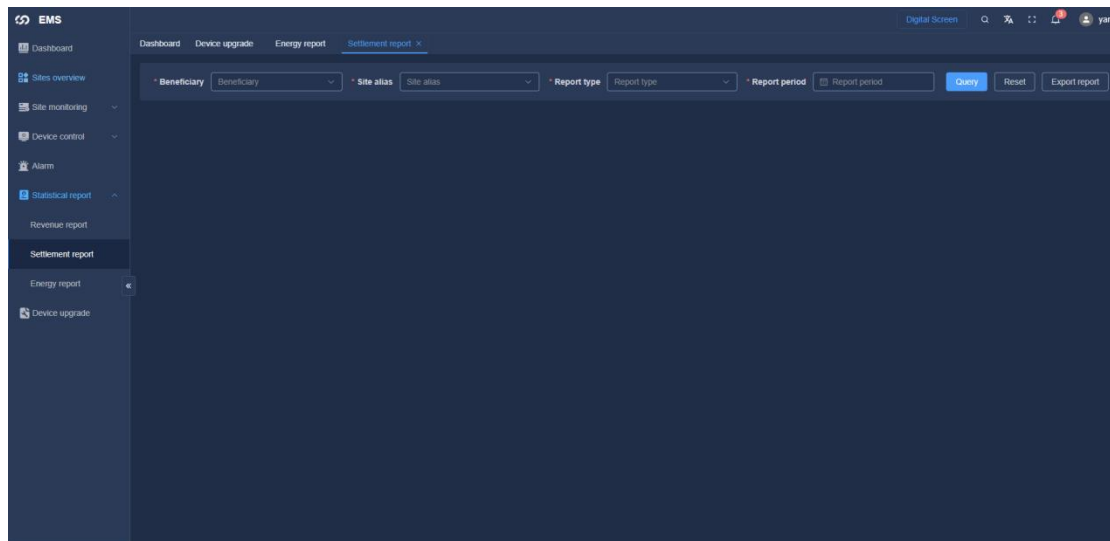 EMS
Digital Screen
3
Dashboard
Sites overview
Site monitoring
Device control
Alarm
Statistical report
Revenue report
Settlement report
Energy report
Device upgrade
Dashboard Device upgrade Energy report Settlement report ×
* Beneficiary Beneficiary * Site alias Site alias * Report type Report type * Report period Report period Query Reset Export report